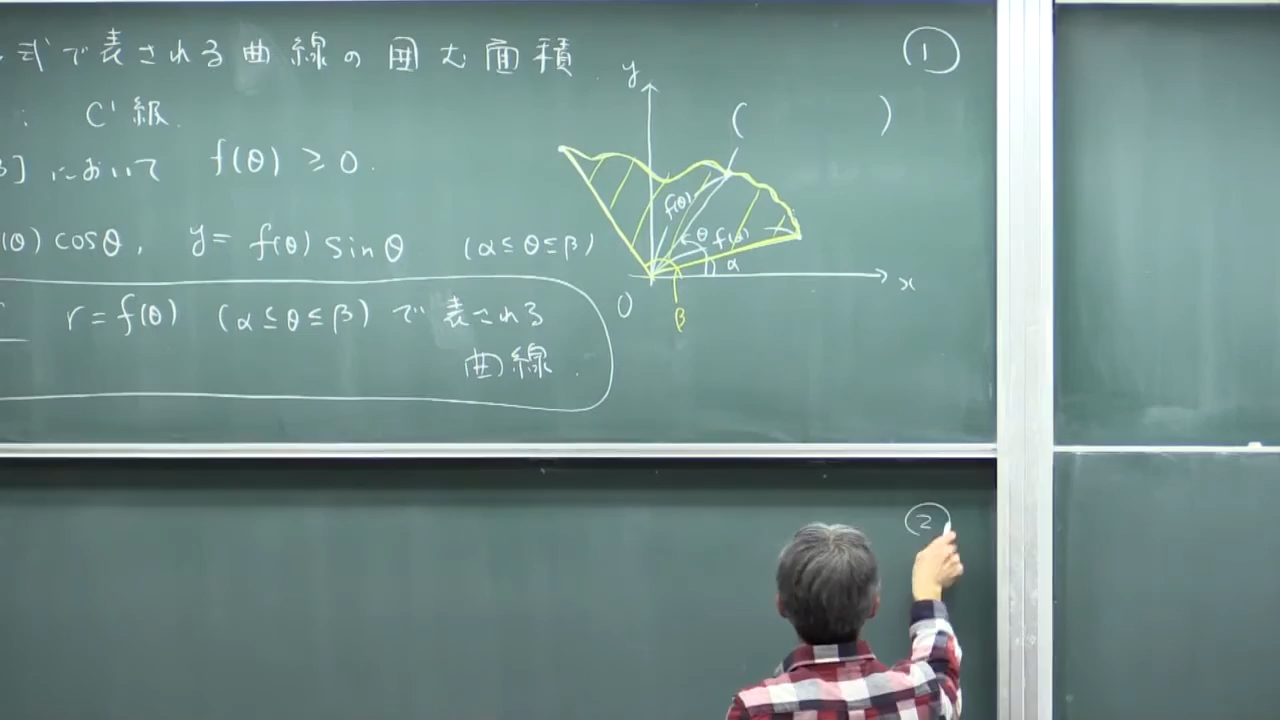 式で表される曲線の囲む面積
①
: C¹級.
]において f(θ) ≥ 0.
(θ) cosθ, y = f(θ) sinθ (α ≤ θ ≤ β)
r = f(θ) (α ≤ θ ≤ β) で表される
曲線.
y
( )
f(θ)
θ
f(α)
α
x
O
β
②